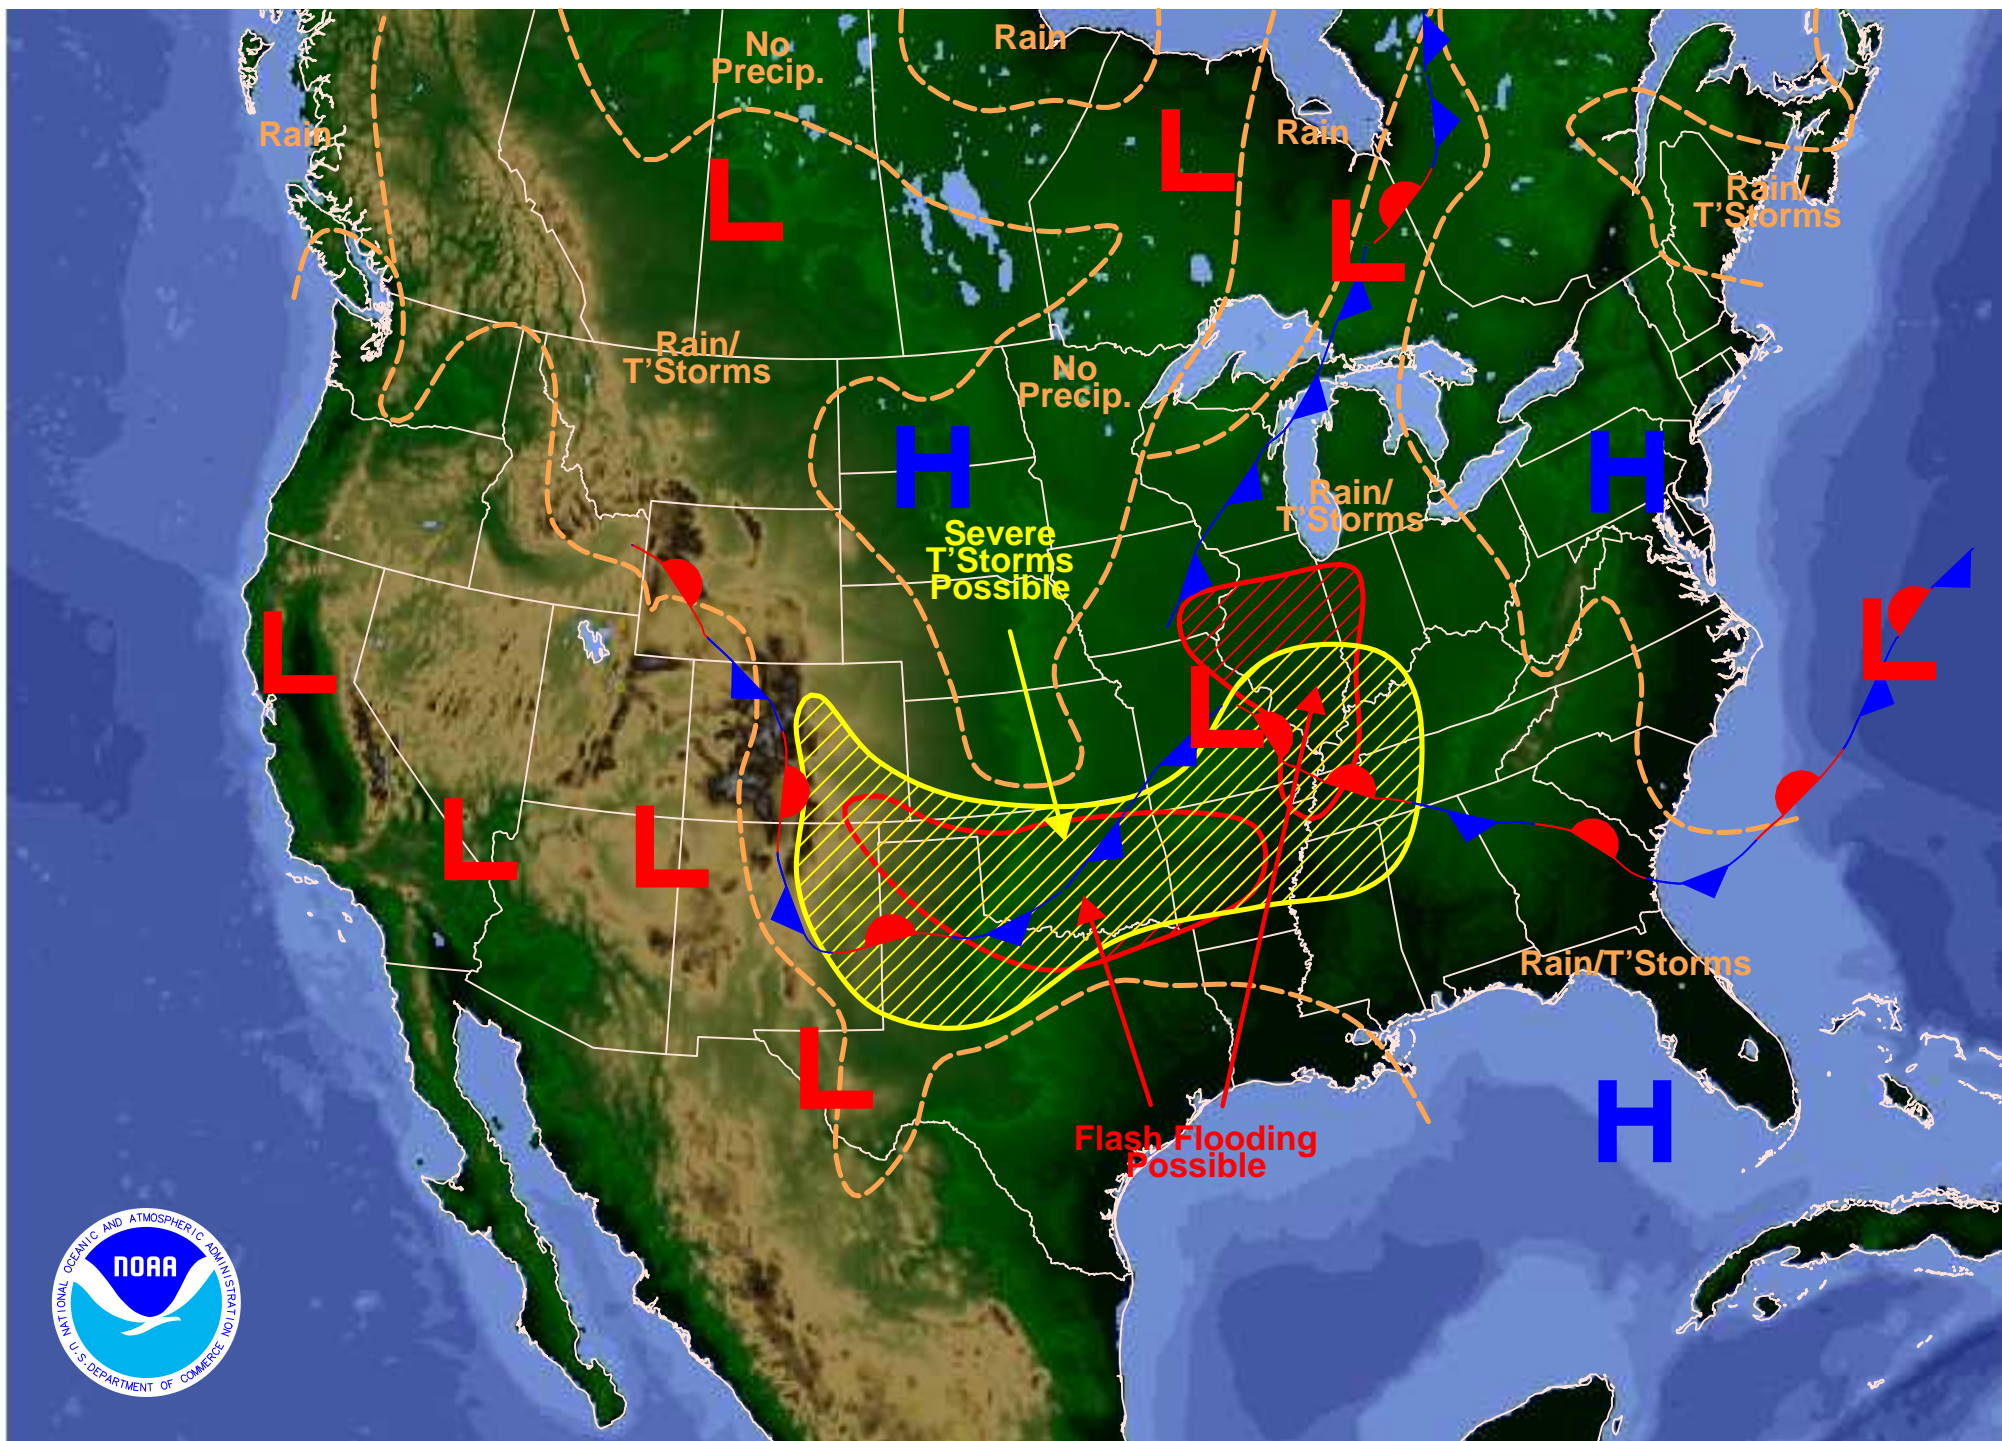 No
Precip.
Rain
Rain
Rain
Rain/
T'Storms
Rain/
T'Storms
No
Precip.
Severe
T'Storms
Possible
Rain/
T'Storms
Rain/T'Storms
Flash Flooding
Possible
L
L
L
H
H
L
L
L
L
L
L
L
H
NATIONAL OCEANIC AND ATMOSPHERIC ADMINISTRATION
NOAA
U.S. DEPARTMENT OF COMMERCE